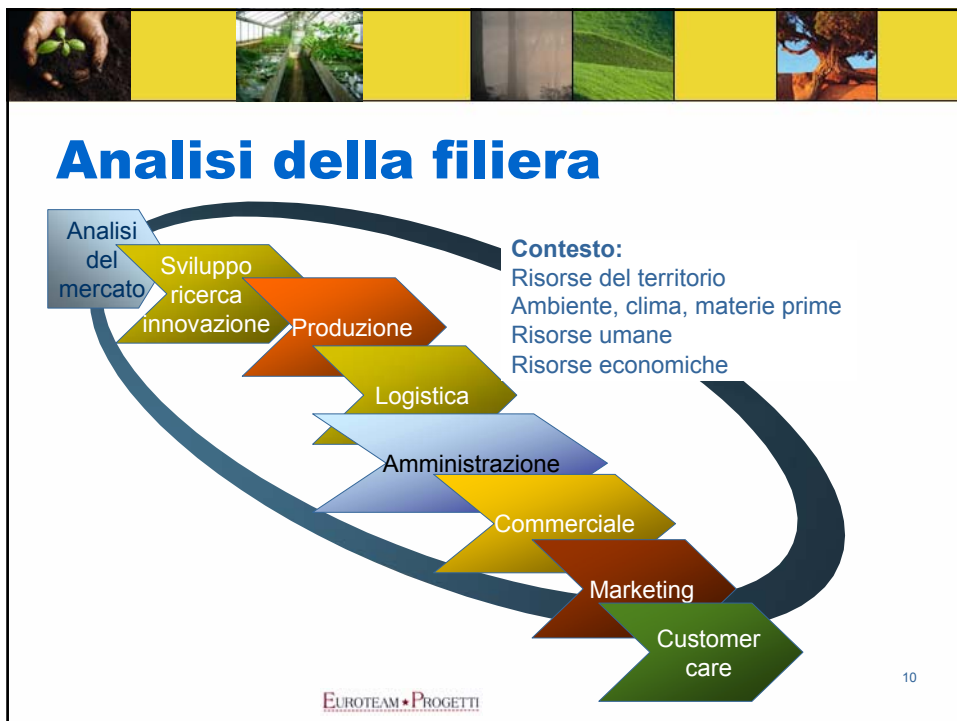 Analisi della filiera
Analisi
del
mercato
Sviluppo
ricerca
innovazione
Produzione
Logistica
Amministrazione
Commerciale
Marketing
Customer
care
Contesto:
Risorse del territorio
Ambiente, clima, materie prime
Risorse umane
Risorse economiche
EUROTEAM★PROGETTI
10